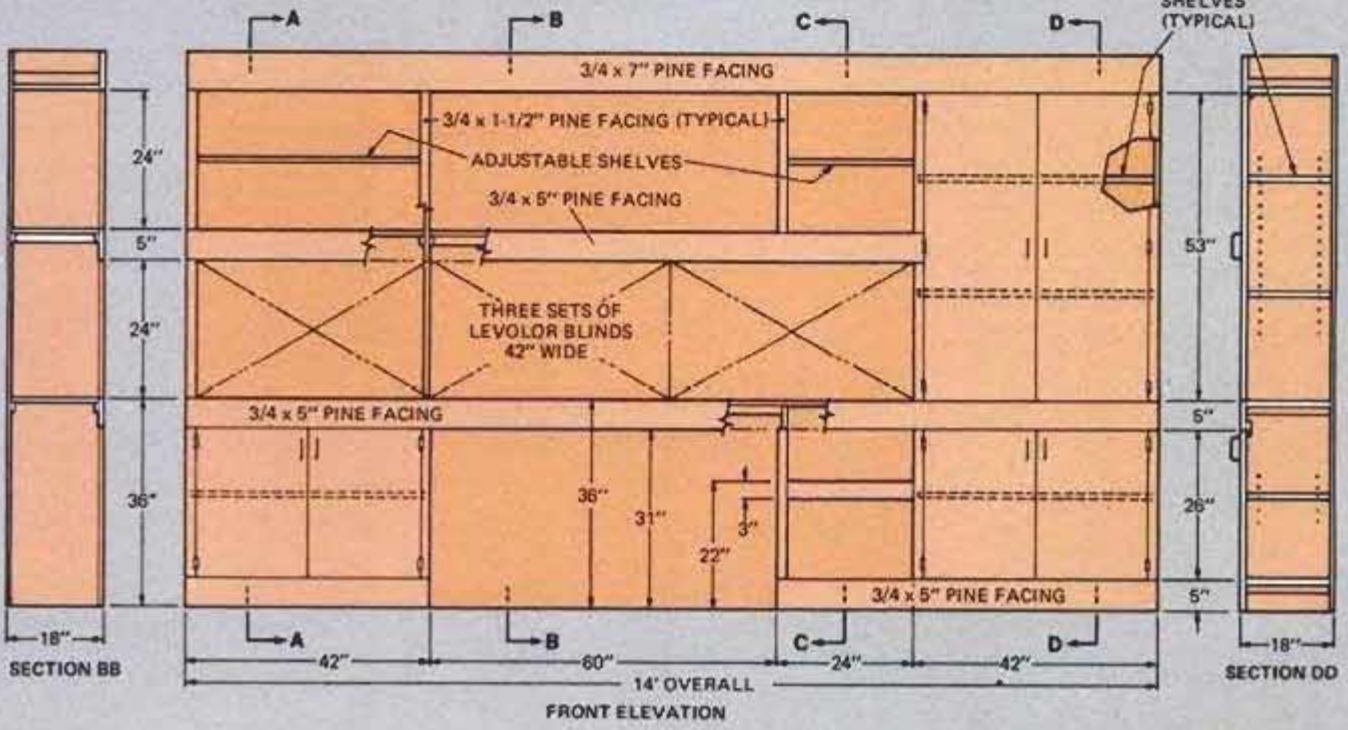 SHELVES
(TYPICAL)
A
B
C
D
3/4 x 7" PINE FACING
3/4 x 1-1/2" PINE FACING (TYPICAL)
24"
ADJUSTABLE SHELVES
3/4 x 5" PINE FACING
5"
53"
24"
THREE SETS OF
LEVOLOR BLINDS
42" WIDE
3/4 x 5" PINE FACING
5"
36"
36"
31"
22"
3"
26"
3/4 x 5" PINE FACING
5"
A
B
C
D
18"
42"
60"
24"
42"
18"
SECTION BB
14' OVERALL
SECTION DD
FRONT ELEVATION